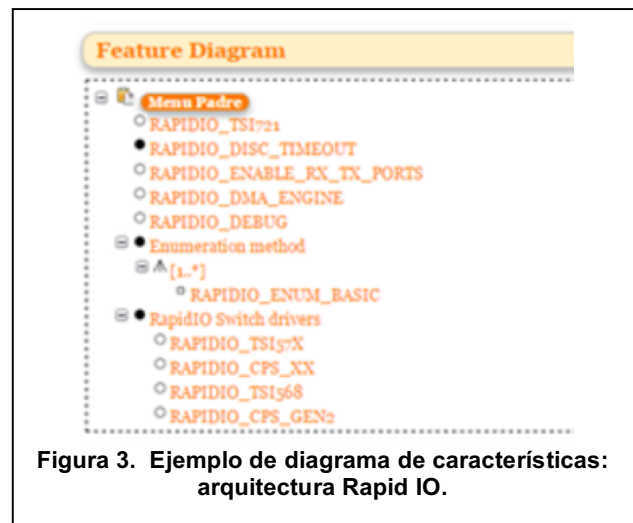 Feature Diagram
Menu Padre
RAPIDIO_TSI721
RAPIDIO_DISC_TIMEOUT
RAPIDIO_ENABLE_RX_TX_PORTS
RAPIDIO_DMA_ENGINE
RAPIDIO_DEBUG
Enumeration method
[1..*]
RAPIDIO_ENUM_BASIC
RapidIO Switch drivers
RAPIDIO_TSI57X
RAPIDIO_CPS_XX
RAPIDIO_TSI568
RAPIDIO_CPS_GEN2
Figura 3. Ejemplo de diagrama de características:
arquitectura Rapid IO.